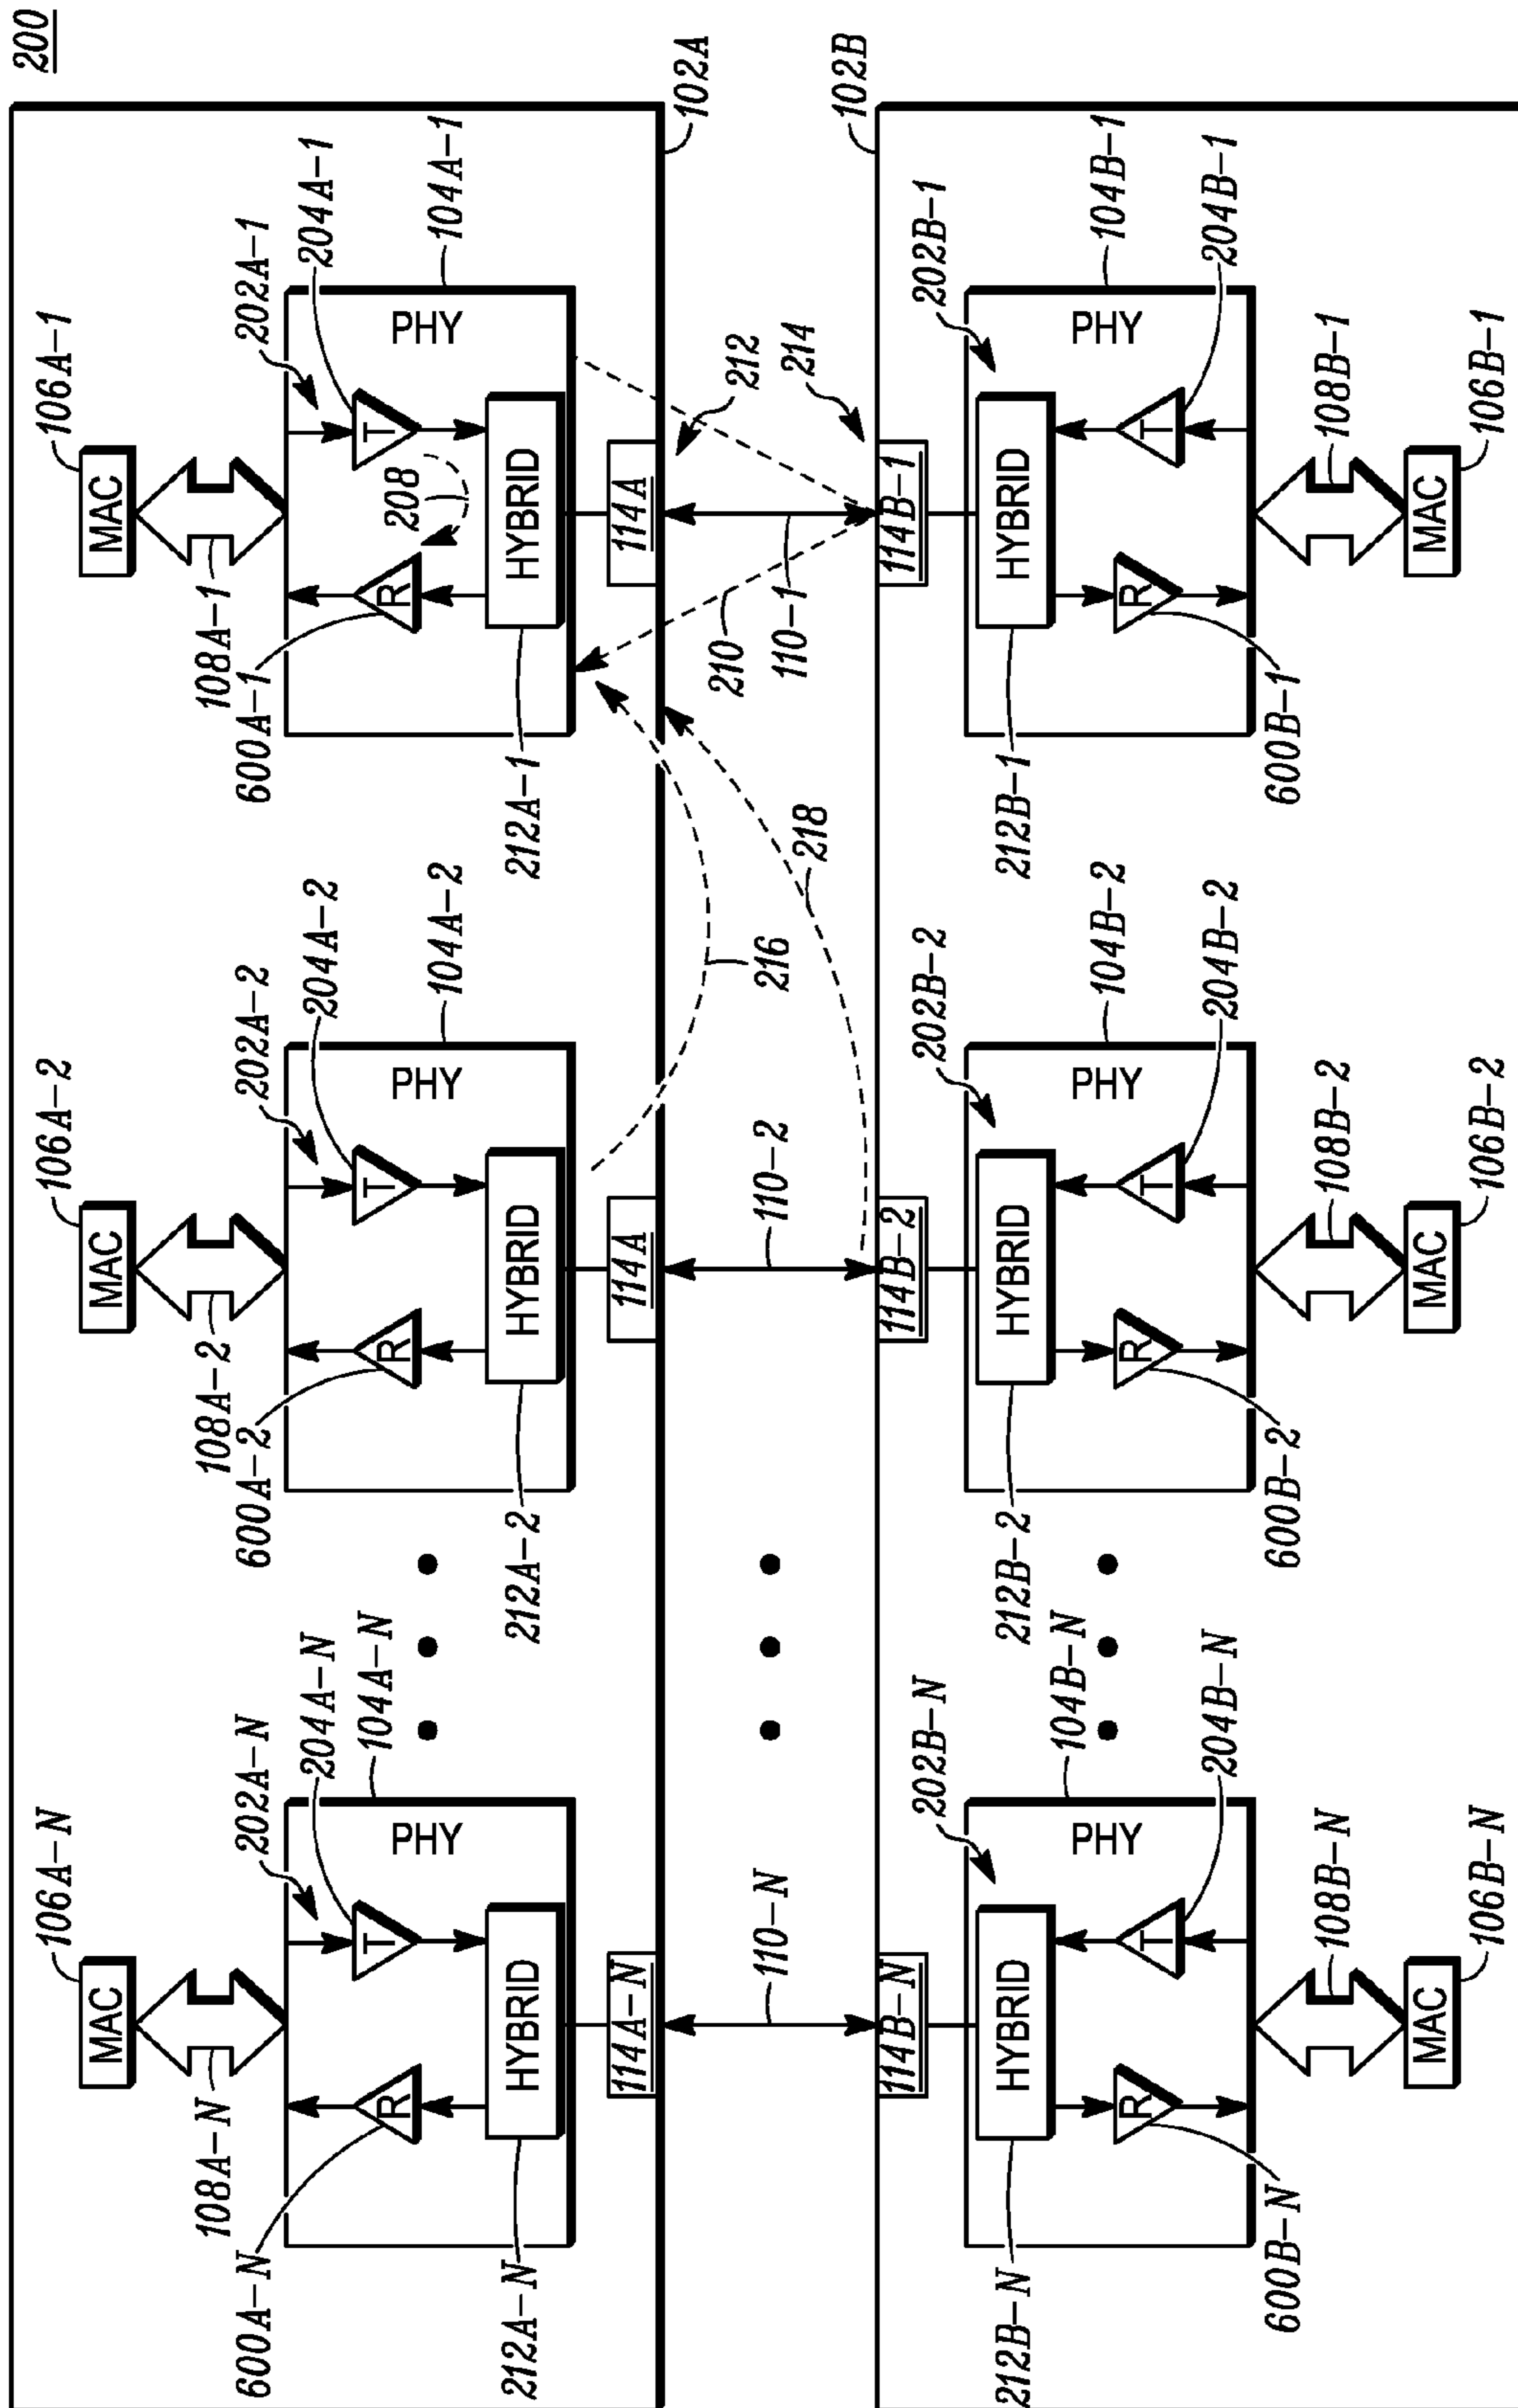 200
106A-N
106A-2
106A-1
MAC
MAC
MAC
108A-N
202A-N
108A-2
202A-2
108A-1
202A-1
600A-N
204A-N
600A-2
204A-2
600A-1
204A-1
104A-N
104A-2
104A-1
R
T
PHY
R
T
PHY
R
T
PHY
208
HYBRID
HYBRID
HYBRID
212A-N
212A-2
212A-1
114A-N
114A
114A
102A
212
110-N
110-2
216
218
210
110-1
214
102B
114B-N
114B-2
114B-1
202B-N
202B-2
202B-1
HYBRID
HYBRID
HYBRID
212B-N
212B-2
212B-1
104B-N
104B-2
104B-1
R
T
PHY
R
T
PHY
R
T
PHY
204B-N
204B-2
204B-1
600B-N
600B-2
600B-1
108B-N
108B-2
108B-1
MAC
MAC
MAC
106B-N
106B-2
106B-1